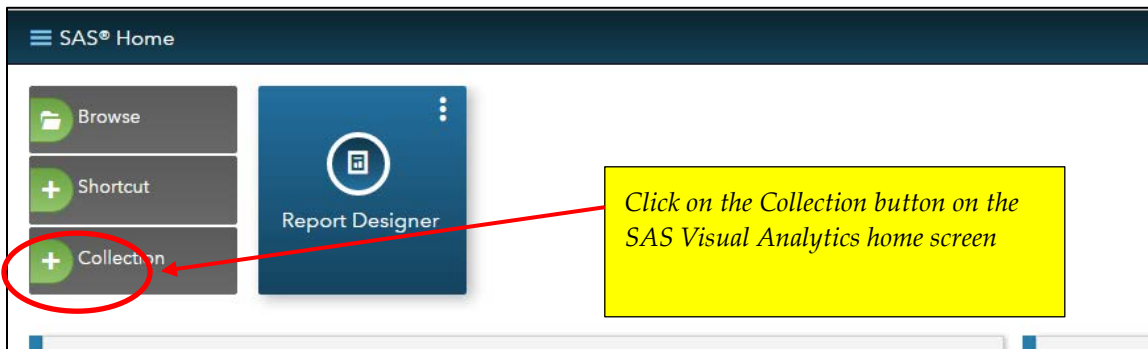 SAS® Home
Browse
Shortcut
Collection
Report Designer
Click on the Collection button on the
SAS Visual Analytics home screen